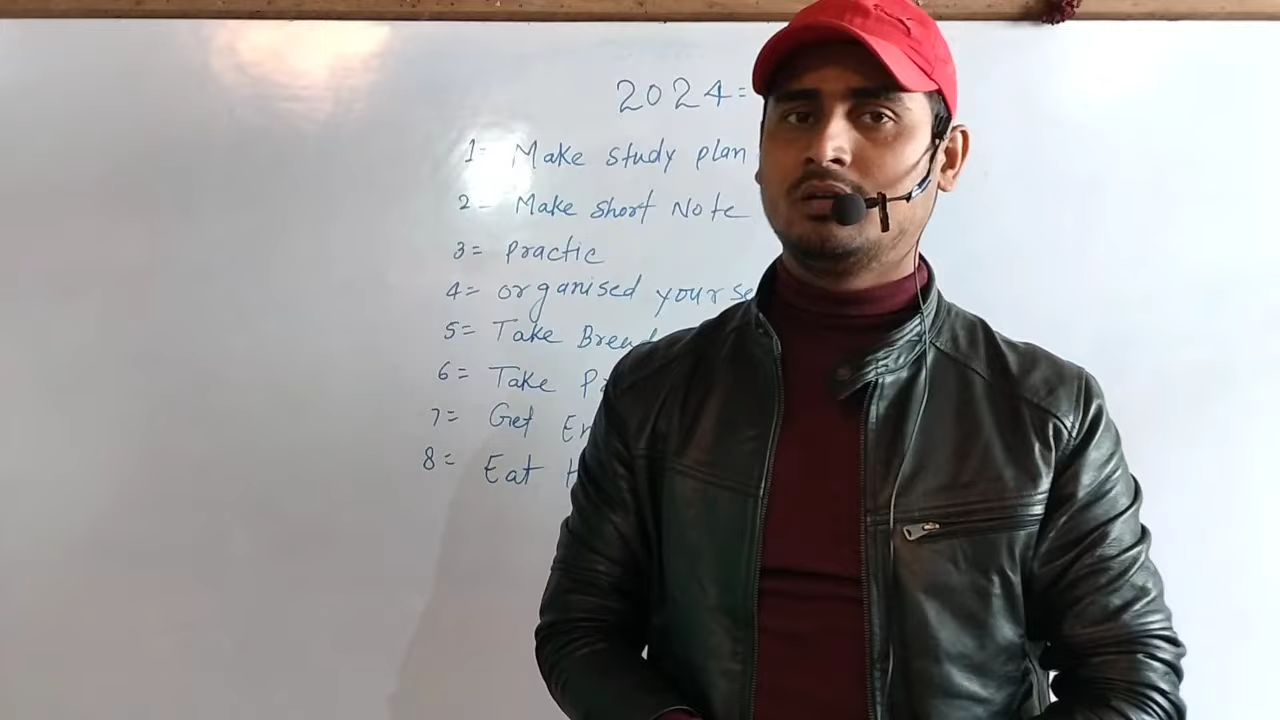 2024=
1= Make study plan
2- Make short Note
3= practic
4= organised yourse
5= Take Brea
6= Take
7= Get En
8= Eat H